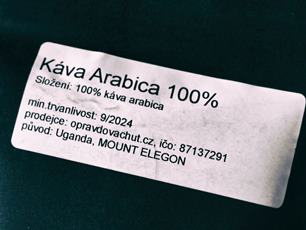 Káva Arabica 100%
Složení: 100% káva arabica
min.trvanlivost: 9/2024
prodejce: opravdovachut.cz, ičo: 87137291
původ: Uganda, MOUNT ELEGON